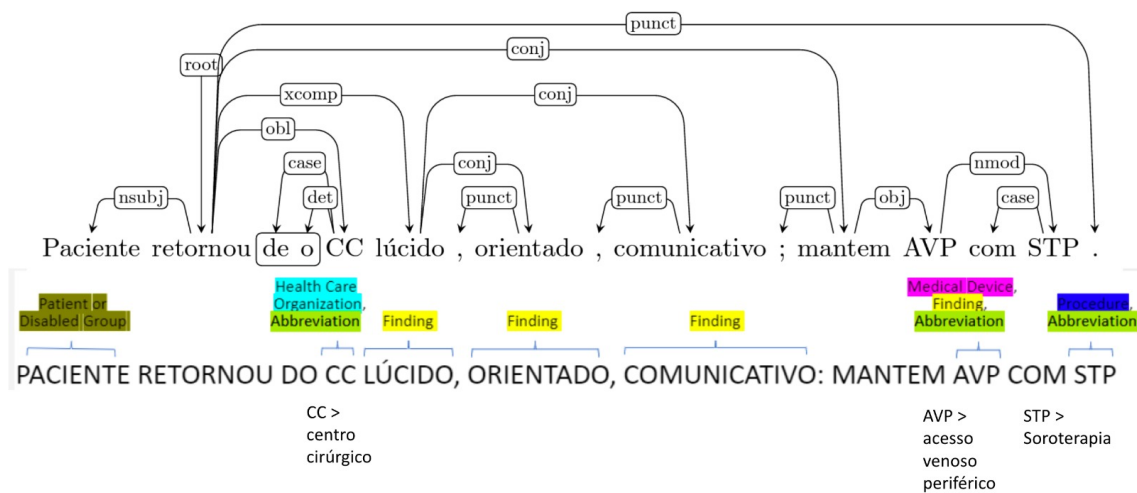 punct
conj
root
xcomp
conj
obl
case
conj
nmod
nsubj
det
punct
punct
punct
obj
case
Paciente retornou de o CC lúcido , orientado , comunicativo ; mantem AVP com STP .
Patient or
Disabled Group
Health Care
Organization,
Abbreviation
Finding
Finding
Finding
Medical Device,
Finding,
Abbreviation
Procedure,
Abbreviation
PACIENTE RETORNOU DO CC LÚCIDO, ORIENTADO, COMUNICATIVO: MANTEM AVP COM STP
CC >
centro
cirúrgico
AVP >
acesso
venoso
periférico
STP >
Soroterapia